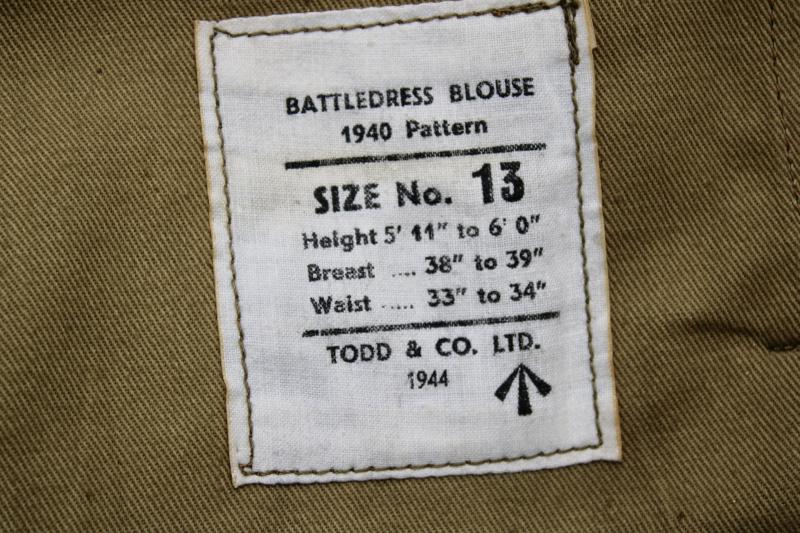 BATTLEDRESS BLOUSE
1940 Pattern
SIZE No. 13
Height 5' 11" to 6' 0"
Breast .... 38" to 39"
Waist ..... 33" to 34"
TODD & CO. LTD.
1944